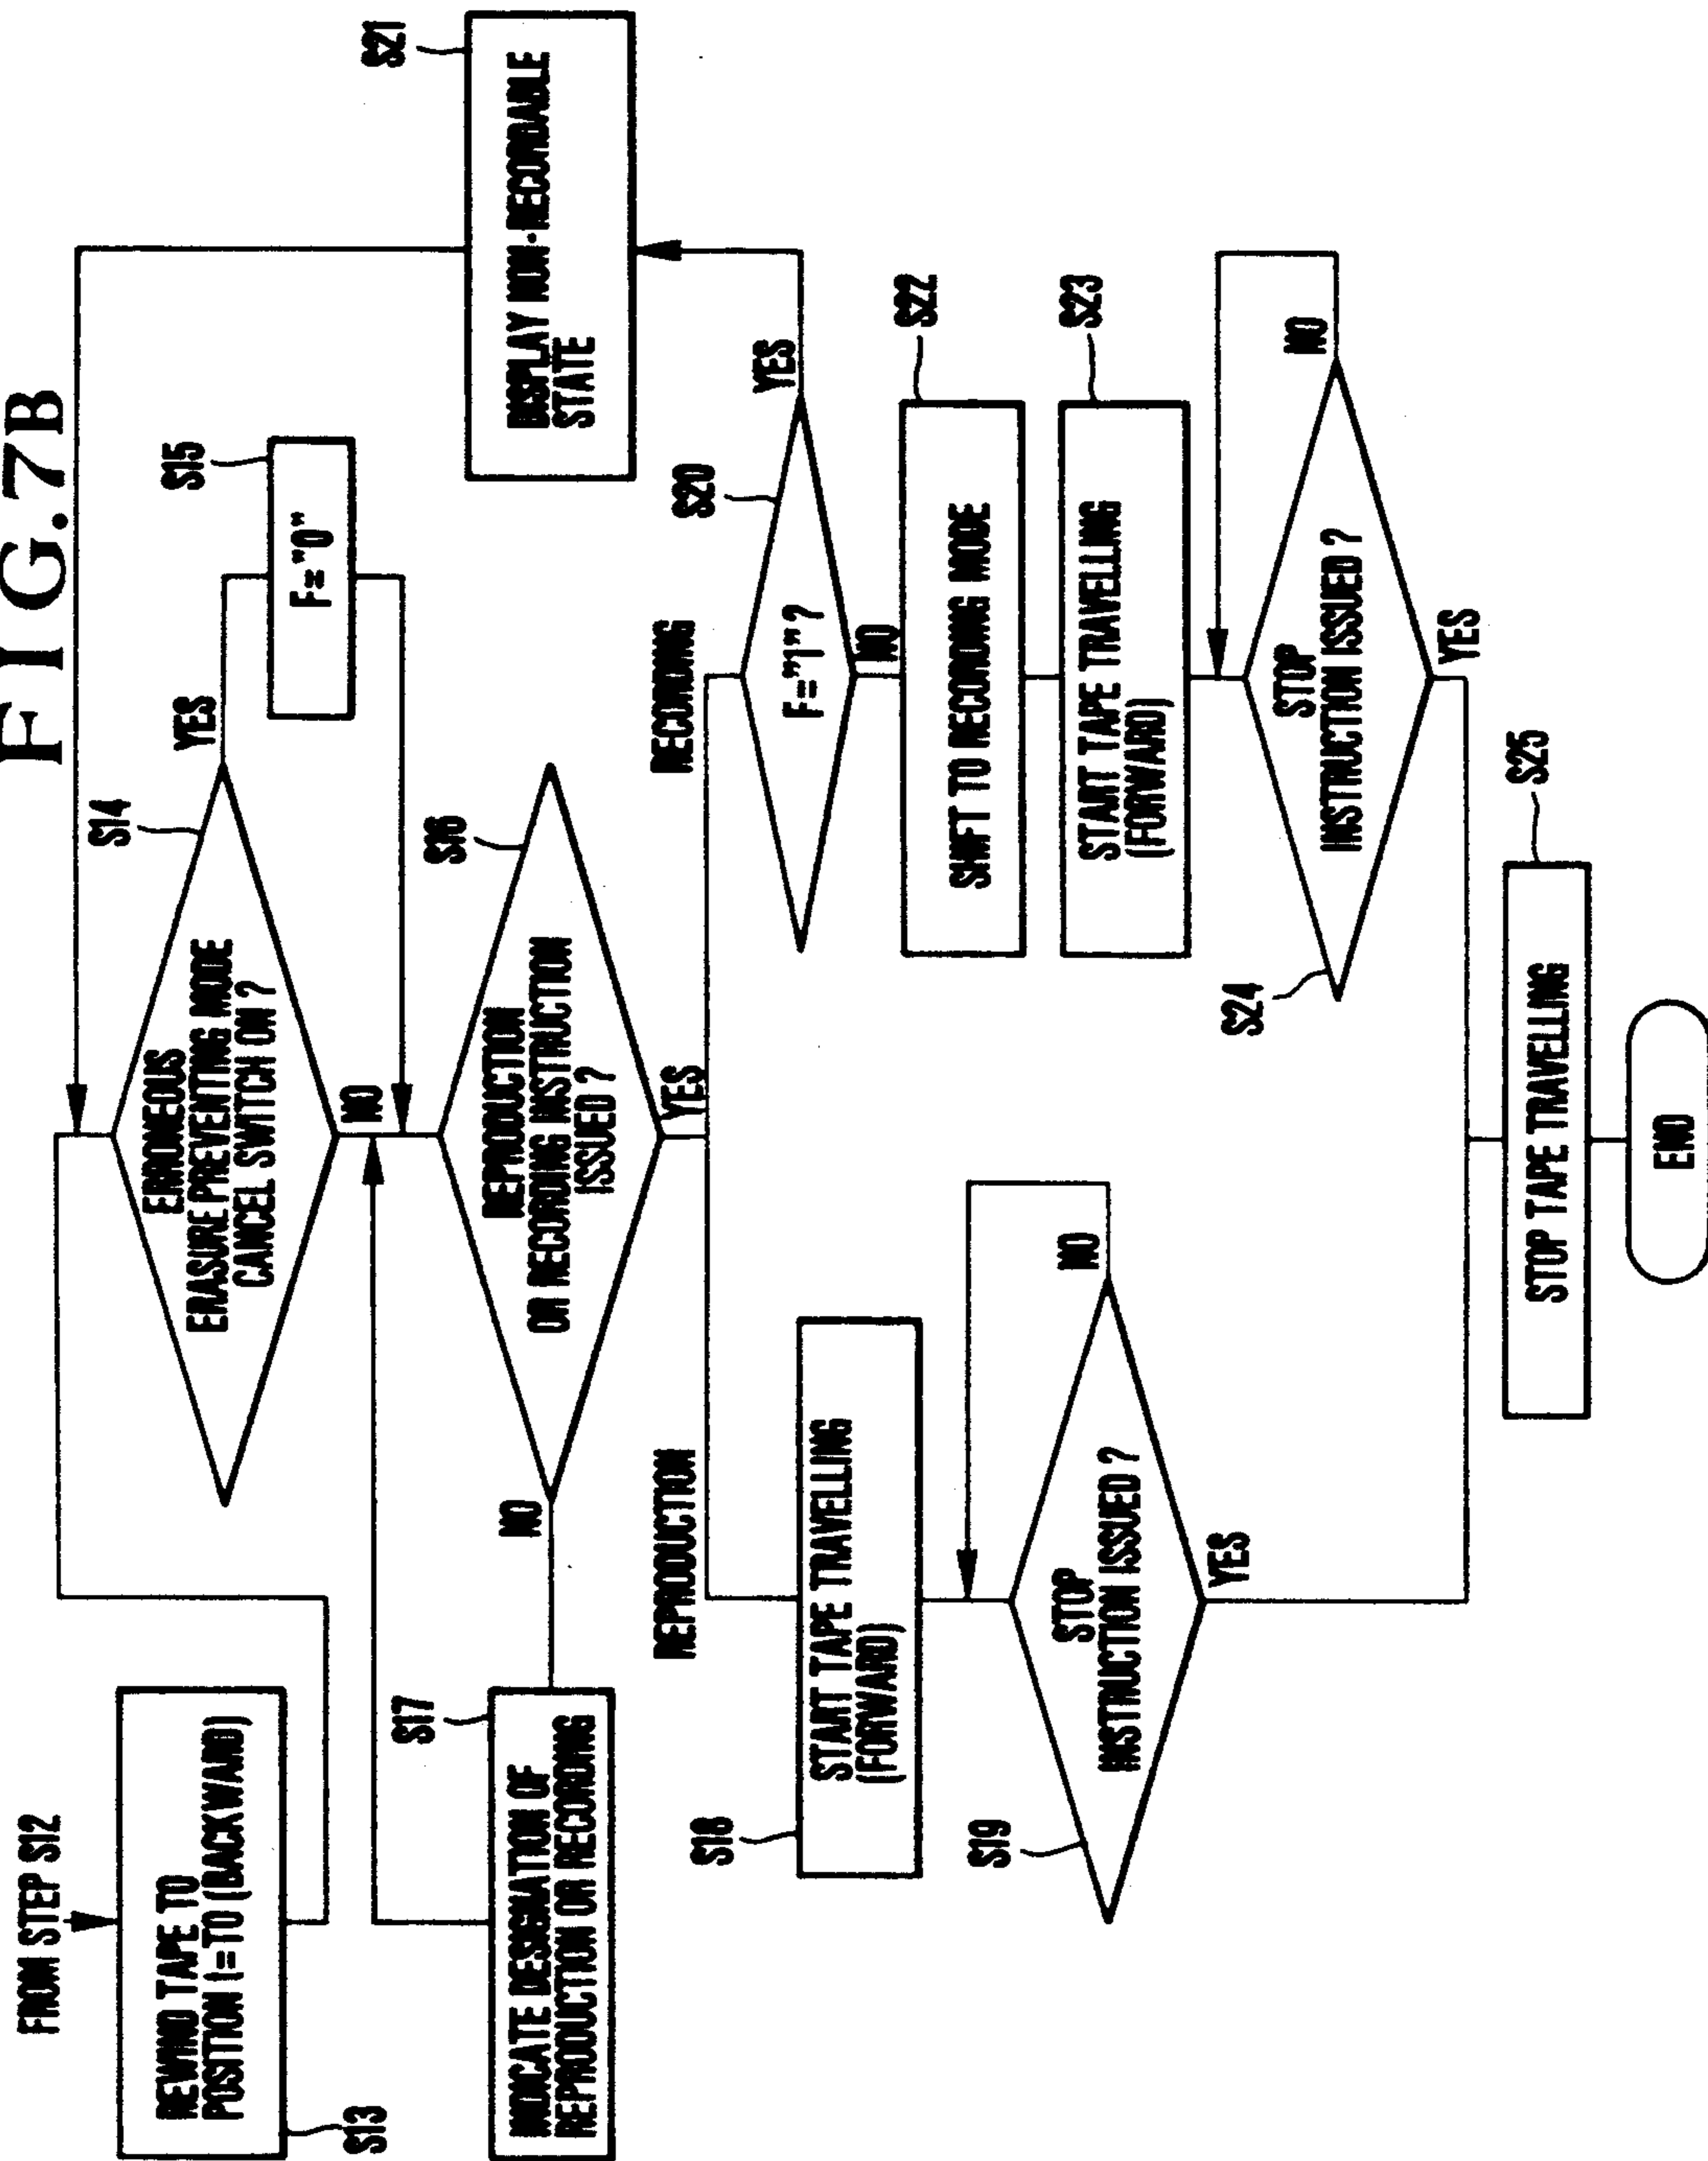 FIG.7B
FROM STEP S12
REWIND TAPE TO
POSITION I=T0 (BACKWARD)
S13
ERRONEOUS
ERASURE PREVENTING MODE
CANCEL SWITCH ON ?
S14
YES
F="0"
S15
NO
INDICATE DESIGNATION OF
REPRODUCTION OR RECORDING
S17
NO
REPRODUCTION
OR RECORDING INSTRUCTION
ISSUED ?
S16
YES
DISPLAY NON-RECORDABLE
STATE
S21
REPRODUCTION
RECORDING
START TAPE TRAVELLING
(FORWARD)
S18
F="1" ?
S20
YES
NO
SHIFT TO RECORDING MODE
S22
STOP
INSTRUCTION ISSUED ?
S19
NO
YES
START TAPE TRAVELLING
(FORWARD)
S23
STOP
INSTRUCTION ISSUED ?
S24
NO
YES
STOP TAPE TRAVELLING
S25
END